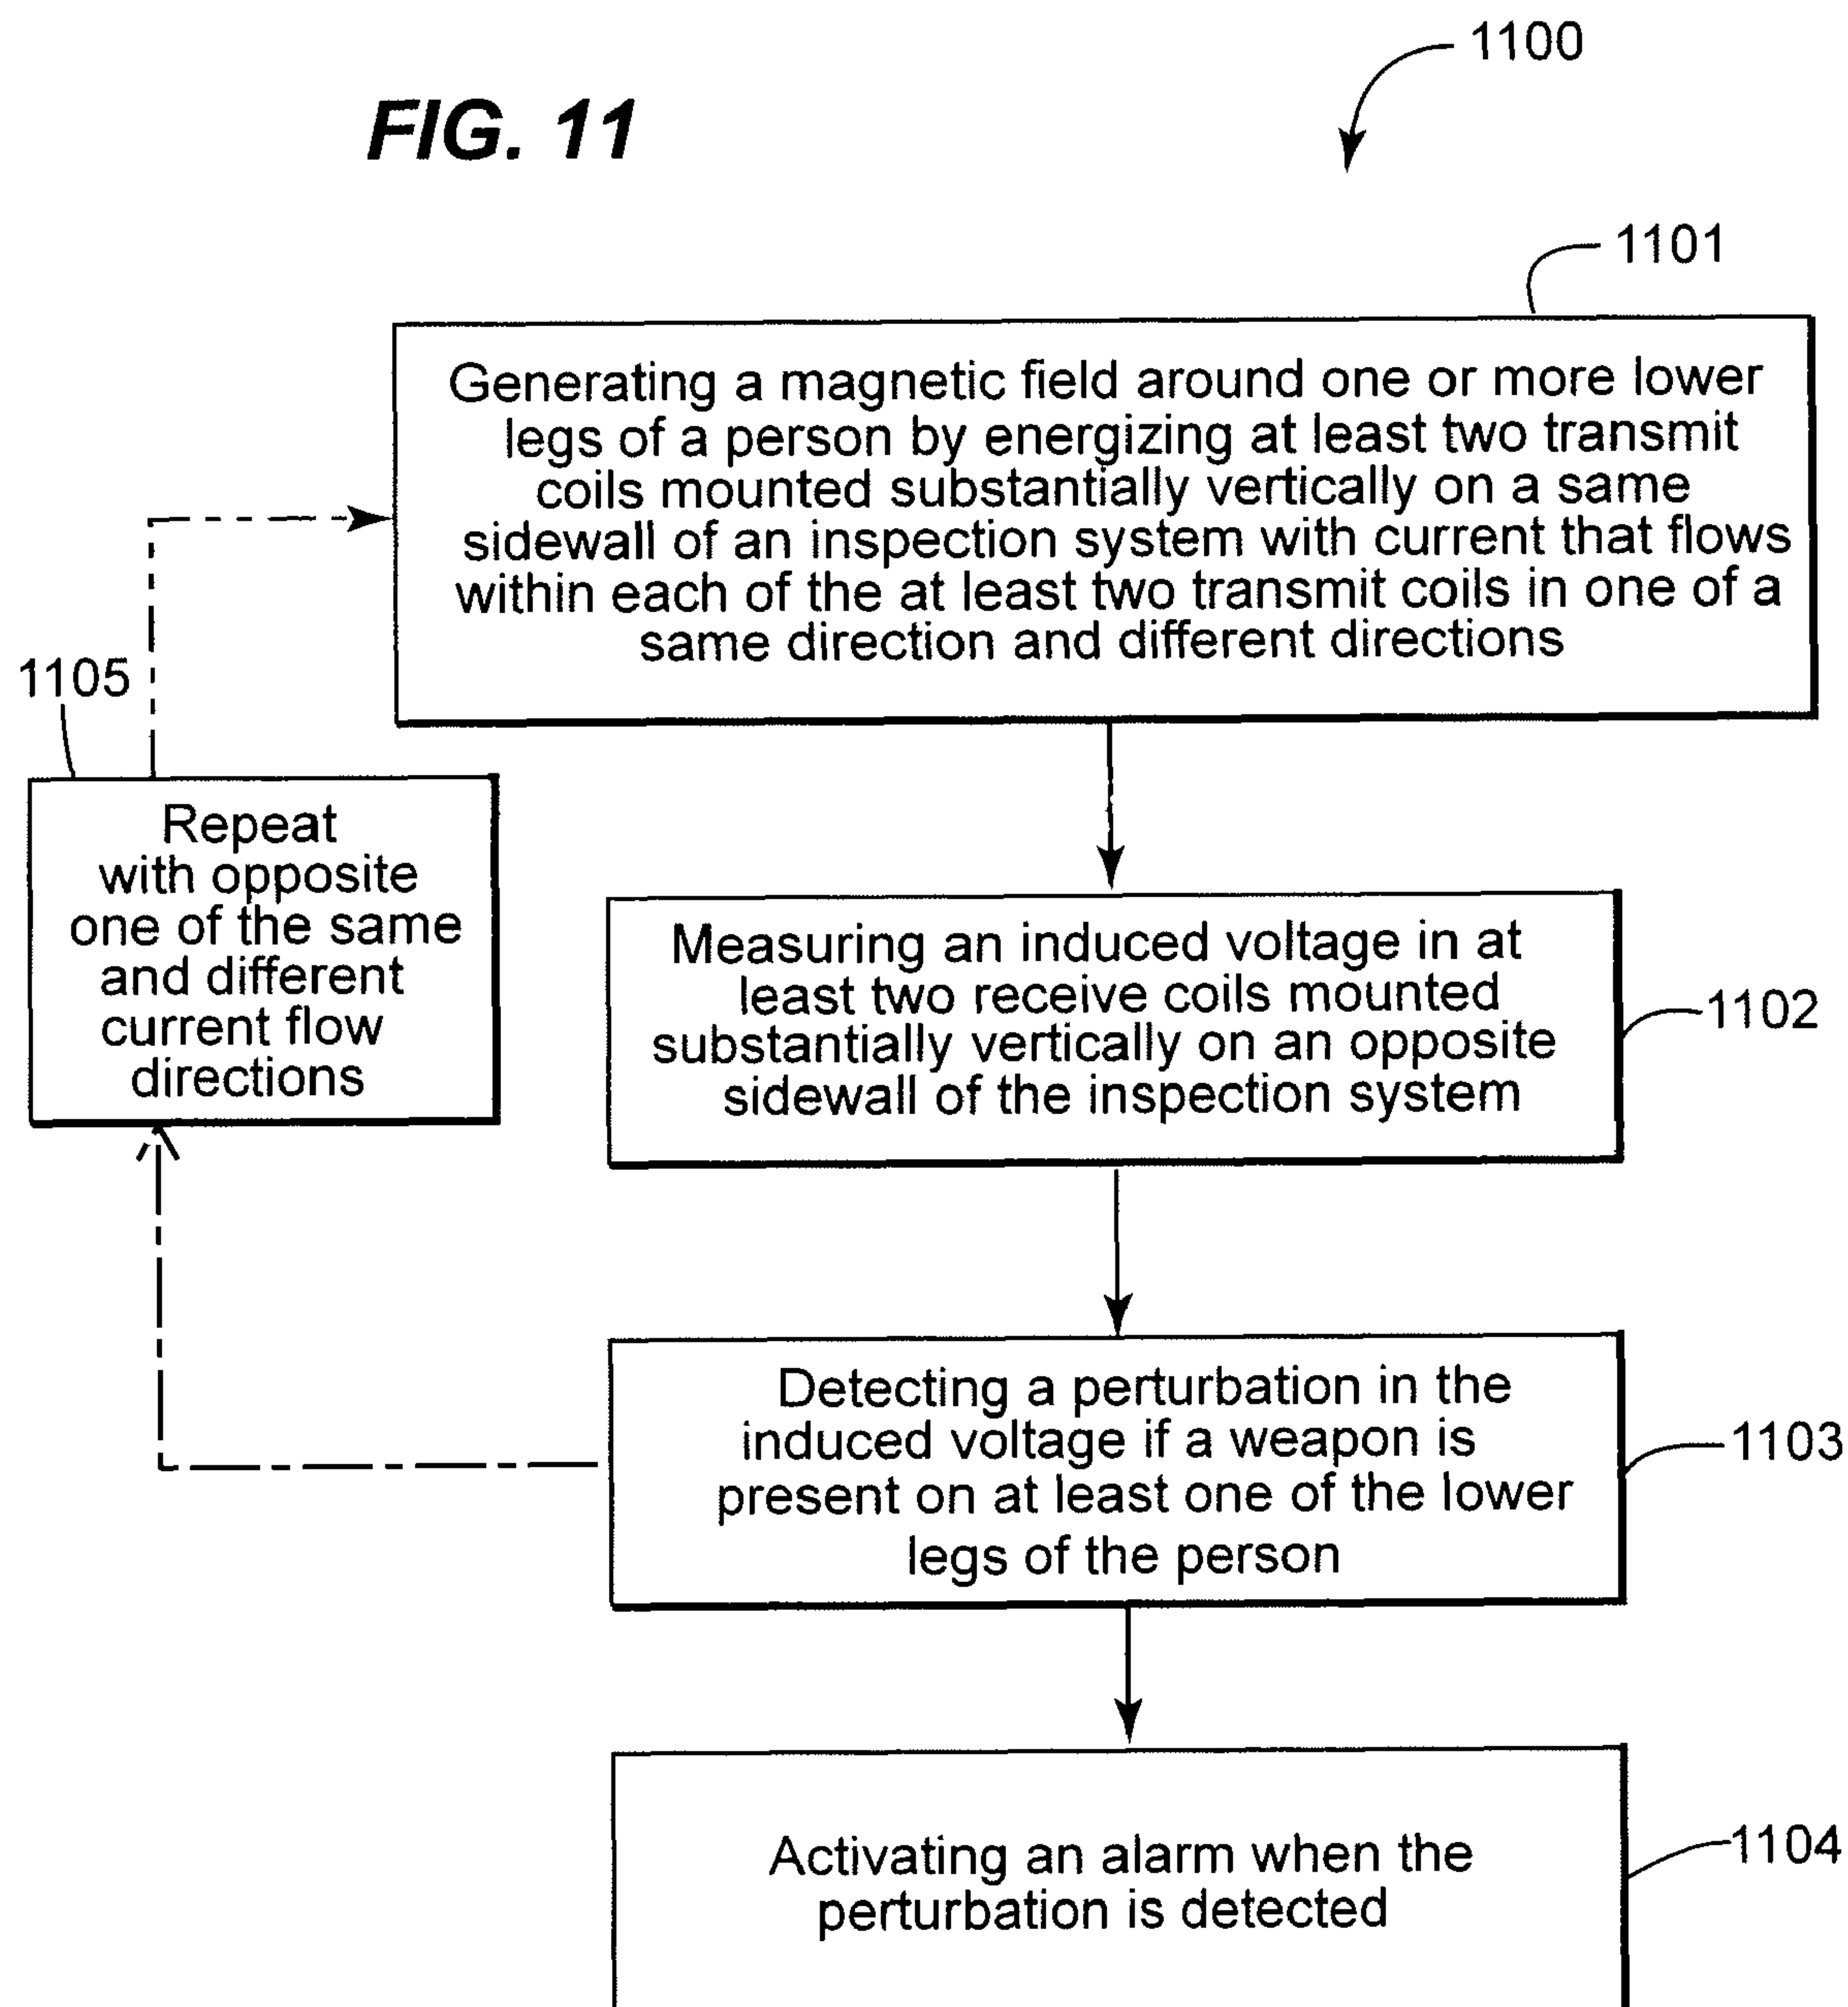 1100
FIG. 11
1101
Generating a magnetic field around one or more lower
legs of a person by energizing at least two transmit
coils mounted substantially vertically on a same
sidewall of an inspection system with current that flows
within each of the at least two transmit coils in one of a
same direction and different directions
1105
Repeat
with opposite
one of the same
and different
current flow
directions
Measuring an induced voltage in at
least two receive coils mounted
substantially vertically on an opposite
sidewall of the inspection system
1102
Detecting a perturbation in the
induced voltage if a weapon is
present on at least one of the lower
legs of the person
1103
Activating an alarm when the
perturbation is detected
1104